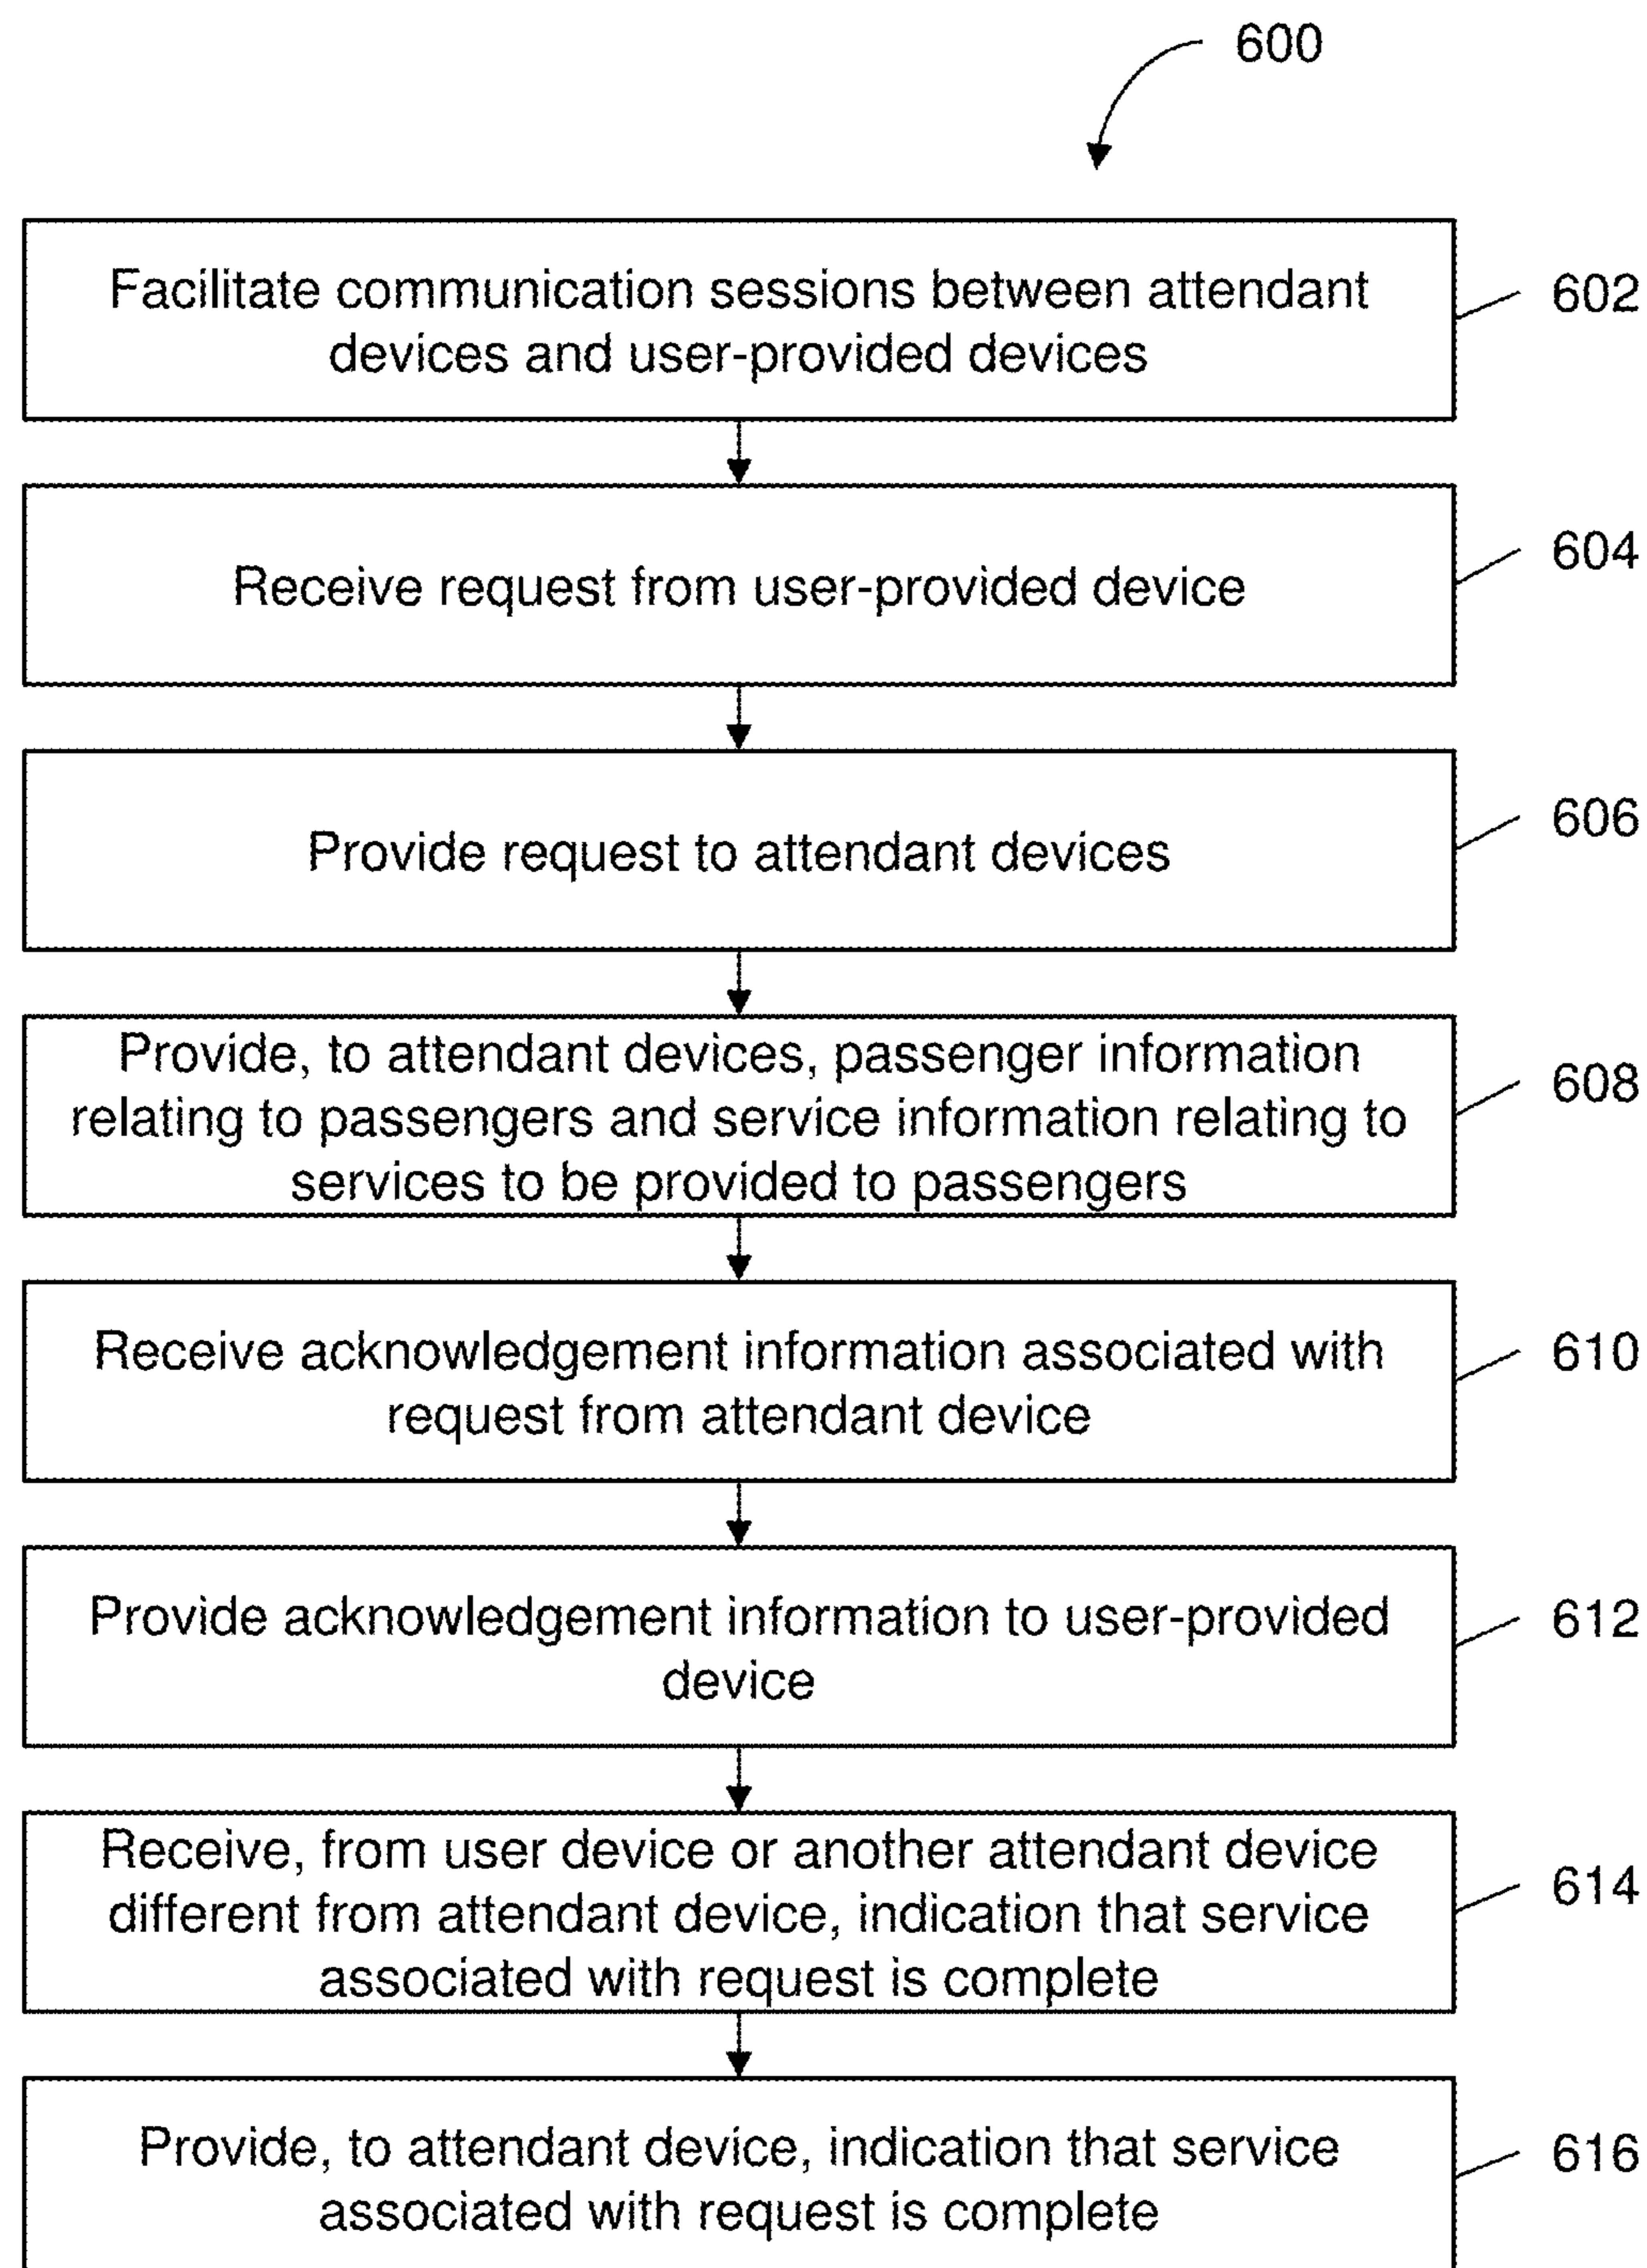 600
Facilitate communication sessions between attendant
devices and user-provided devices
602
Receive request from user-provided device
604
Provide request to attendant devices
606
Provide, to attendant devices, passenger information
relating to passengers and service information relating to
services to be provided to passengers
608
Receive acknowledgement information associated with
request from attendant device
610
Provide acknowledgement information to user-provided
device
612
Receive, from user device or another attendant device
different from attendant device, indication that service
associated with request is complete
614
Provide, to attendant device, indication that service
associated with request is complete
616